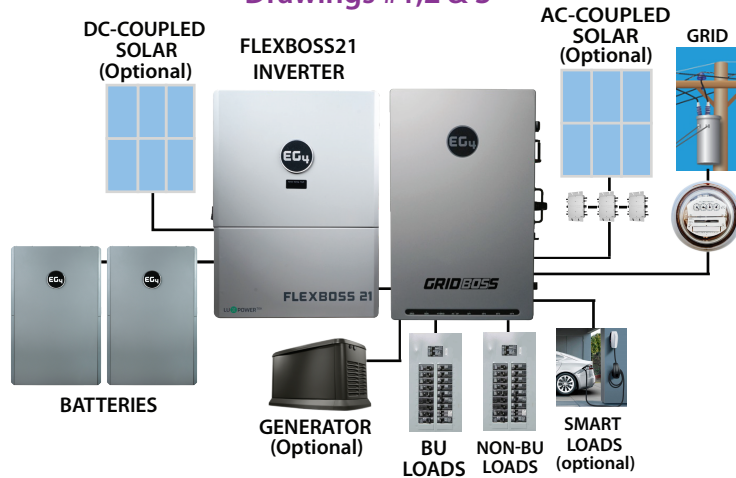 Drawings #1,2 & 3
DC-COUPLED
SOLAR
(Optional)
FLEXBOSS21
INVERTER
AC-COUPLED
SOLAR
(Optional)
GRID
EG4
EG4
EG4
EG4
FLEXBOSS 21
GRIDBOSS
BATTERIES
GENERATOR
(Optional)
BU
LOADS
NON-BU
LOADS
SMART
LOADS
(optional)